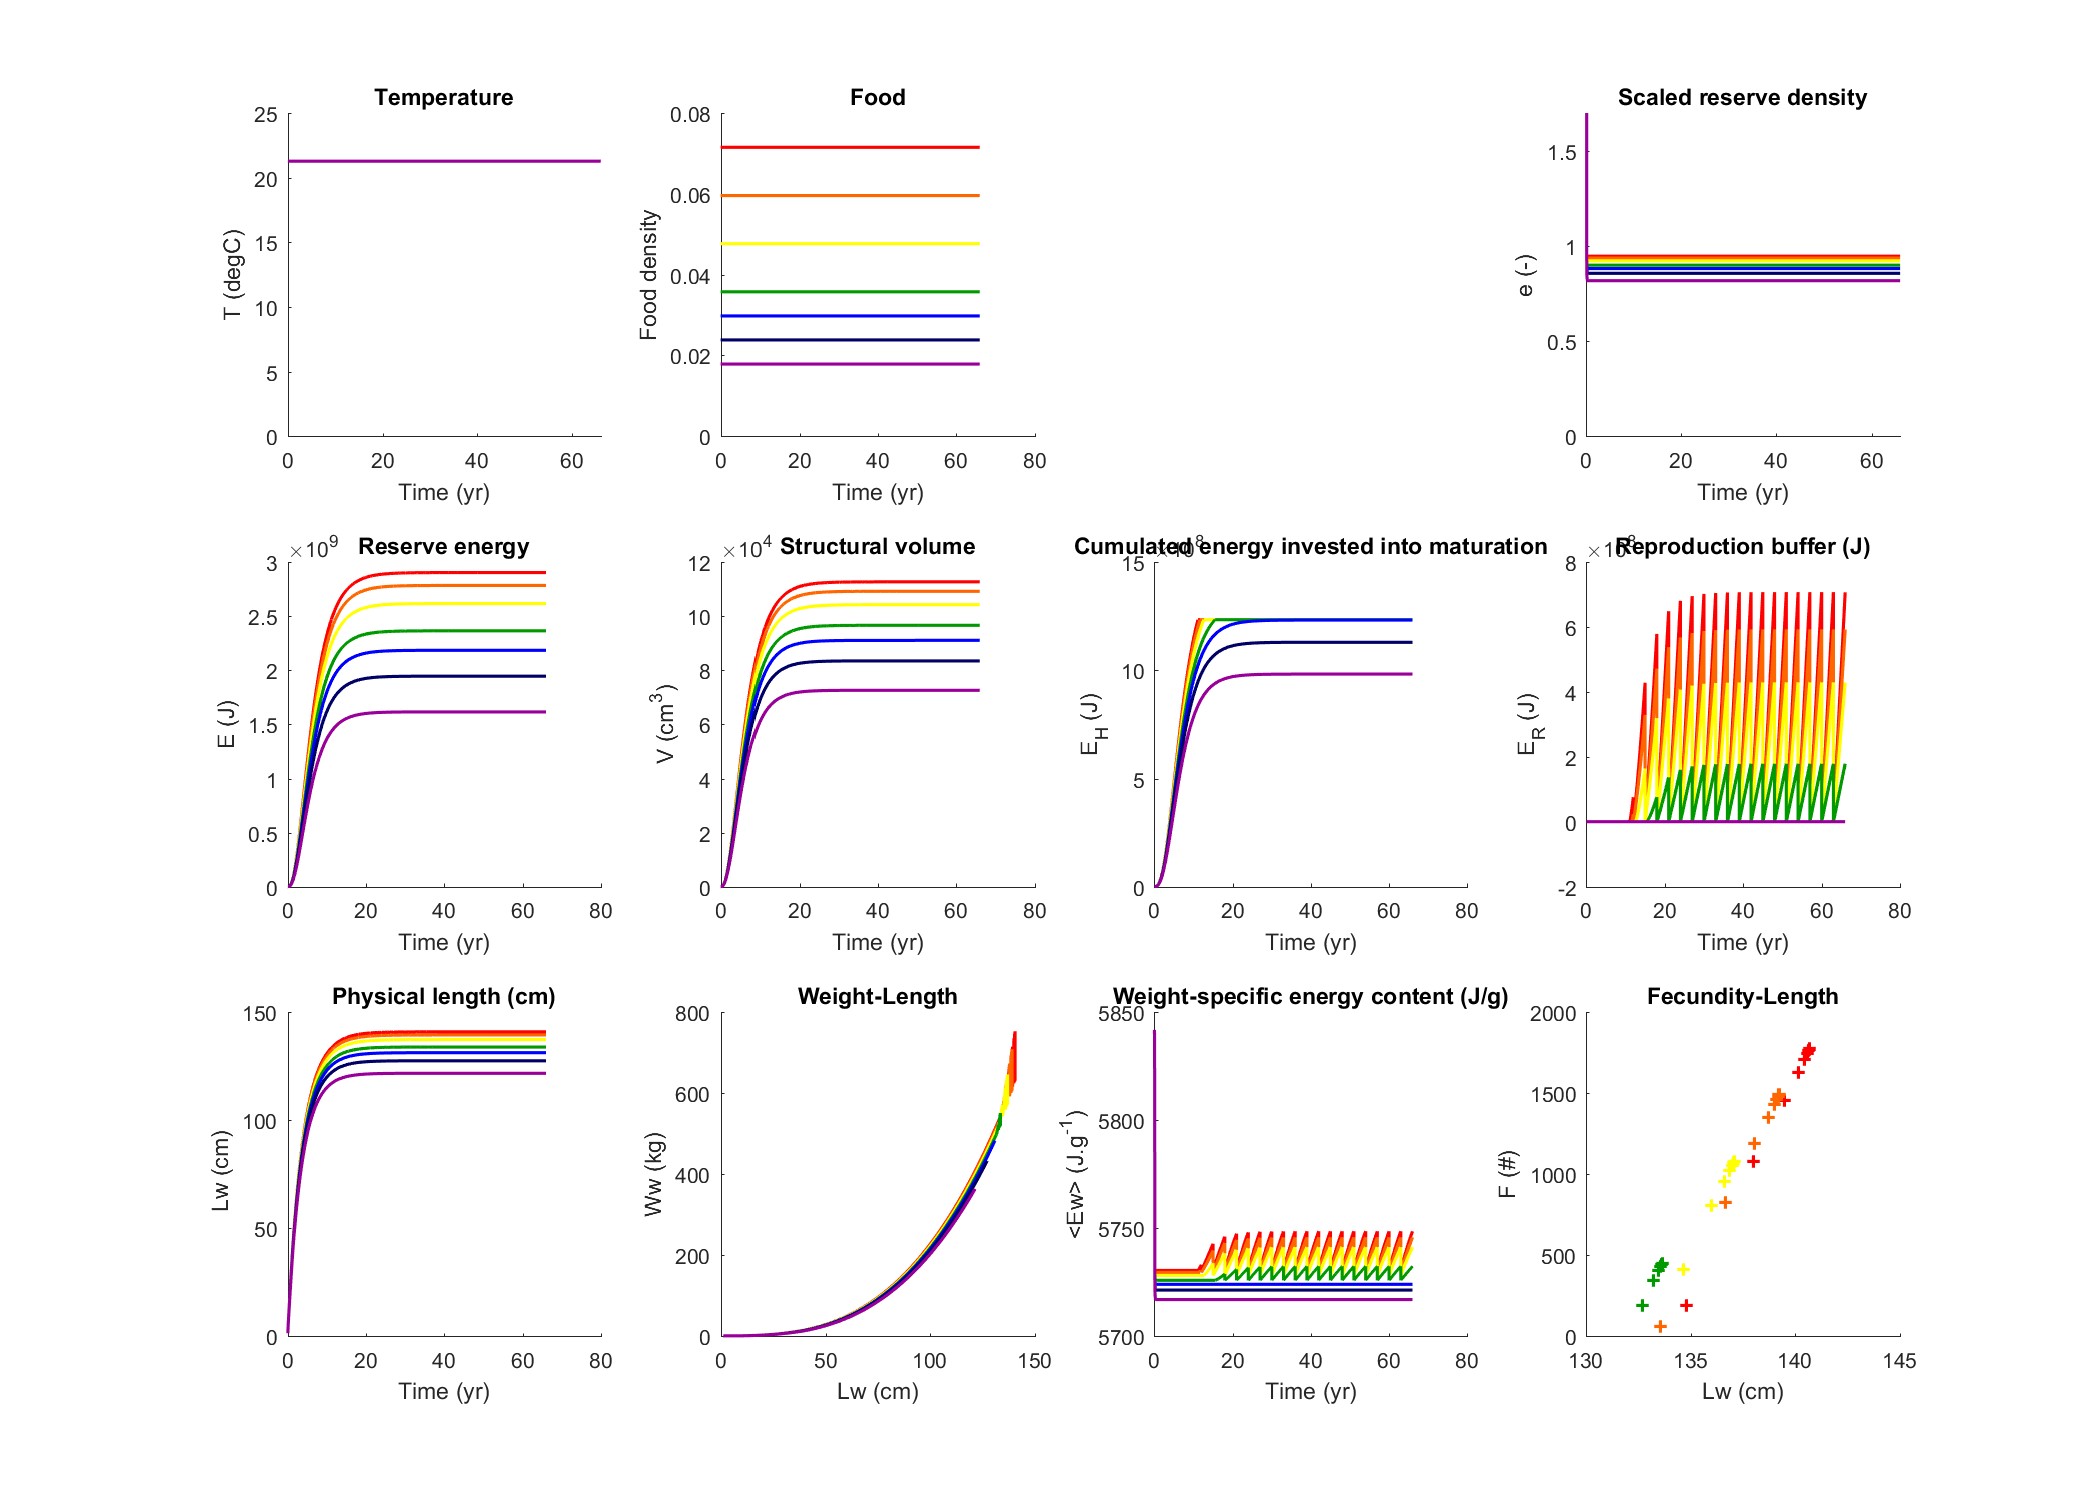 Temperature
25
20
15
10
5
0
T (degC)
0 20 40 60
Time (yr)
Food
0.08
0.06
0.04
0.02
0
Food density
0 20 40 60 80
Time (yr)
Scaled reserve density
1.5
1
0.5
0
e (-)
0 20 40 60
Time (yr)
×10^9 Reserve energy
3
2.5
2
1.5
1
0.5
0
E (J)
0 20 40 60 80
Time (yr)
×10^4 Structural volume
12
10
8
6
4
2
0
V (cm^3)
0 20 40 60 80
Time (yr)
×10^8 Cumulated energy invested into maturation
15
10
5
0
E_H (J)
0 20 40 60 80
Time (yr)
×10^8 Reproduction buffer (J)
8
6
4
2
0
-2
E_R (J)
0 20 40 60 80
Time (yr)
Physical length (cm)
150
100
50
0
Lw (cm)
0 20 40 60 80
Time (yr)
Weight-Length
800
600
400
200
0
Ww (kg)
0 50 100 150
Lw (cm)
Weight-specific energy content (J/g)
5850
5800
5750
5700
<Ew> (J.g^-1)
0 20 40 60 80
Time (yr)
Fecundity-Length
2000
1500
1000
500
0
F (#)
130 135 140 145
Lw (cm)